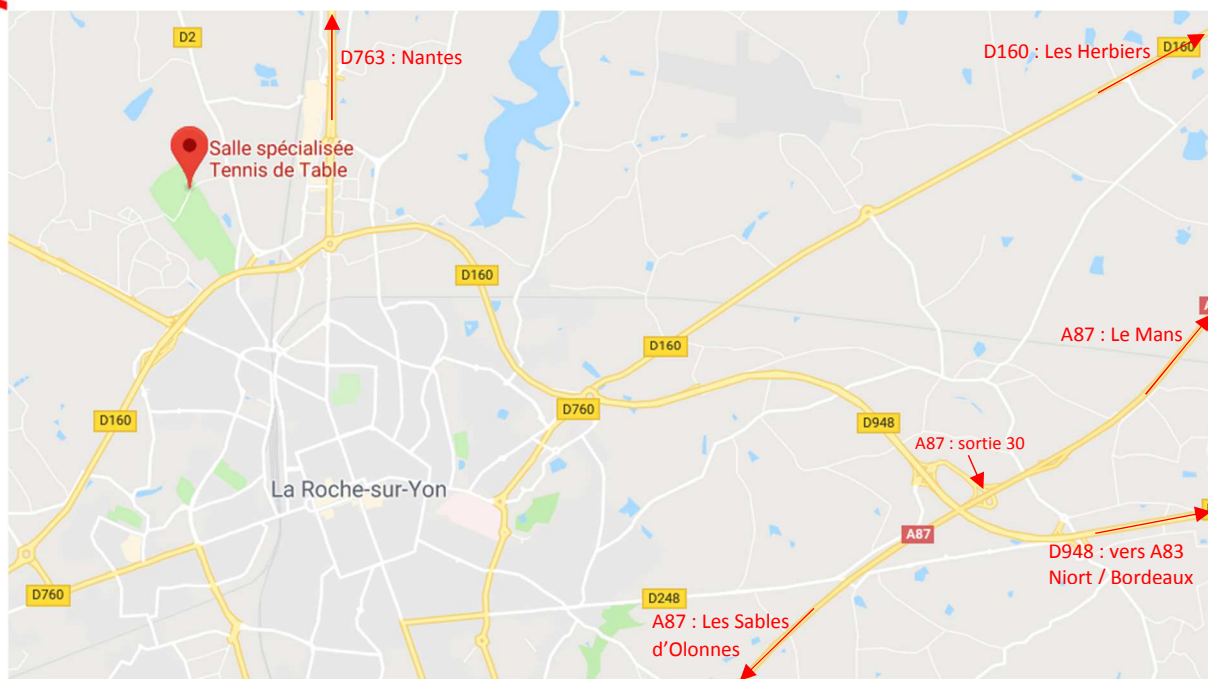 D2
D763 : Nantes
D160 : Les Herbiers
D160
Salle spécialisée
Tennis de Table
D160
A87 : Le Mans
D160
D760
D160
D948
A87 : sortie 30
La Roche-sur-Yon
A87
D948 : vers A83
Niort / Bordeaux
D760
D248
A87 : Les Sables
d'Olonnes